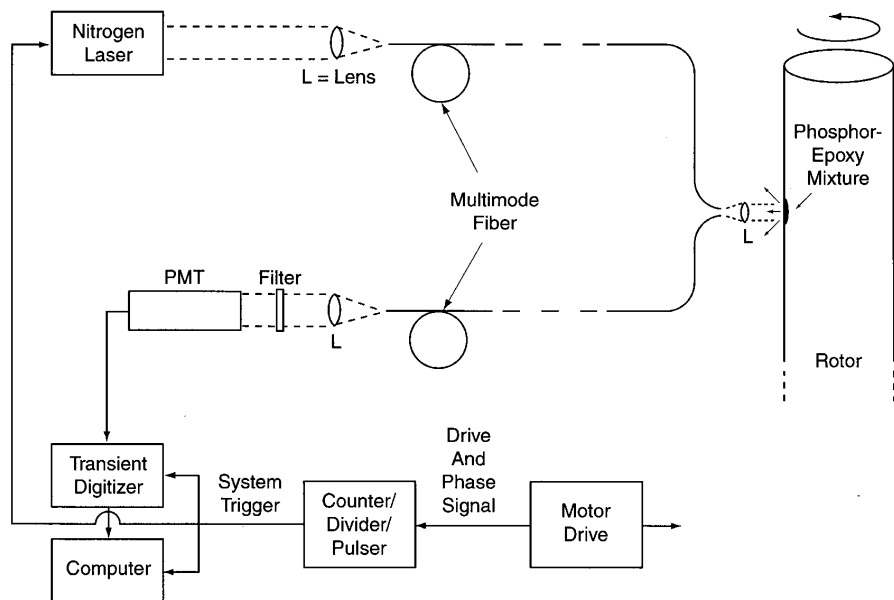 Nitrogen
Laser
L = Lens
Phosphor-
Epoxy
Mixture
Multimode
Fiber
L
PMT
Filter
L
Rotor
Drive
And
Phase
Signal
Transient
Digitizer
System
Trigger
Counter/
Divider/
Pulser
Motor
Drive
Computer